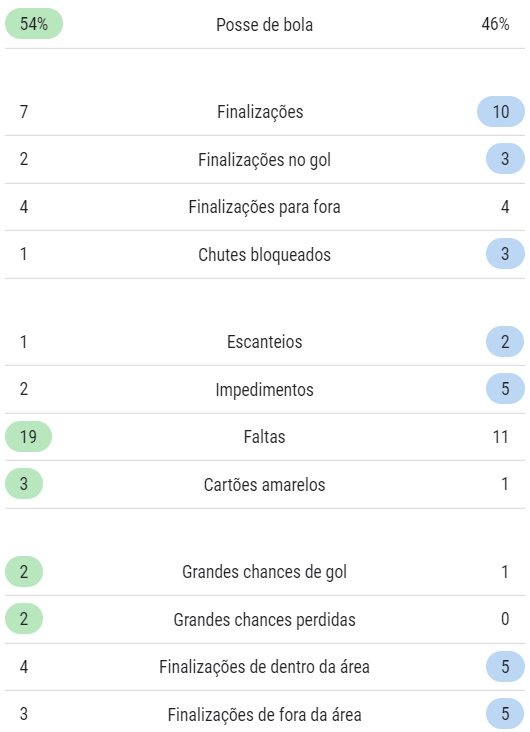 54% Posse de bola 46%
7 Finalizações 10
2 Finalizações no gol 3
4 Finalizações para fora 4
1 Chutes bloqueados 3
1 Escanteios 2
2 Impedimentos 5
19 Faltas 11
3 Cartões amarelos 1
2 Grandes chances de gol 1
2 Grandes chances perdidas 0
4 Finalizações de dentro da área 5
3 Finalizações de fora da área 5